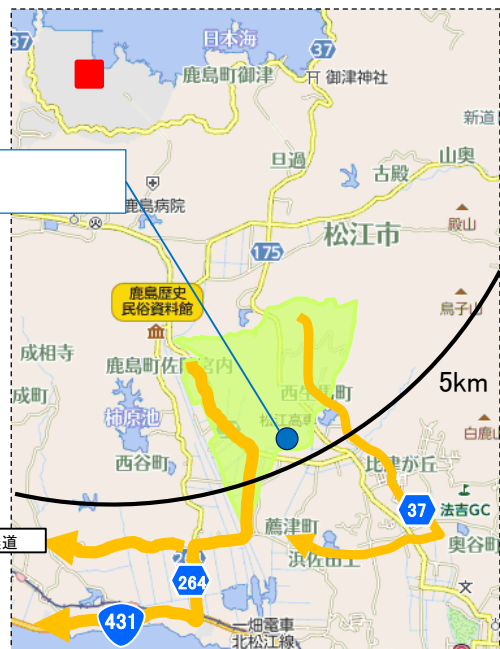 37
日本海
37
鹿島町御津
御津神社
新道
旦過
山奥
古殿
鹿島病院
松江市
殿山
175
鹿島歴史
民俗資料館
烏子山
成相寺
鹿島町佐
宮内
成町
西生馬町
5km
柿原池
松江高専
白鹿山
西谷町
比津が丘
37
法吉GC
薦津町
道
浜佐田工
奥谷町
264
文
431
一畑電車
北松江線